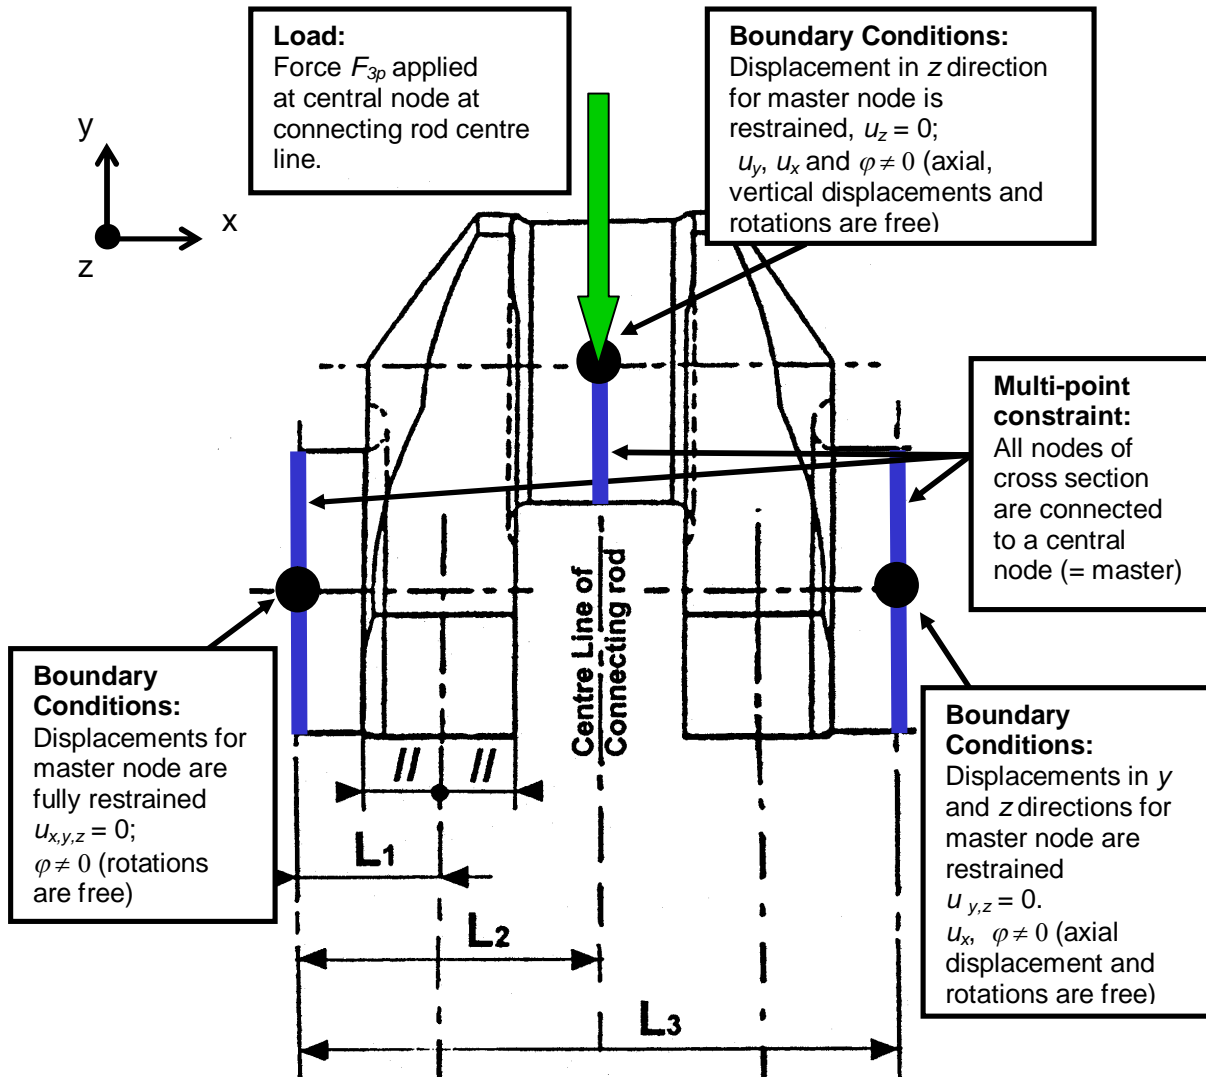 Load:
Force F3p applied
at central node at
connecting rod centre
line.
Boundary Conditions:
Displacement in z direction
for master node is
restrained, uz = 0;
uy, ux and φ ≠ 0 (axial,
vertical displacements and
rotations are free)
y
x
z
Multi-point
constraint:
All nodes of
cross section
are connected
to a central
node (= master)
Centre Line of
Connecting rod
Boundary
Conditions:
Displacements for
master node are
fully restrained
ux,y,z = 0;
φ ≠ 0 (rotations
are free)
Boundary
Conditions:
Displacements in y
and z directions for
master node are
restrained
u y,z = 0.
ux, φ ≠ 0 (axial
displacement and
rotations are free)
// //
L1
L2
L3